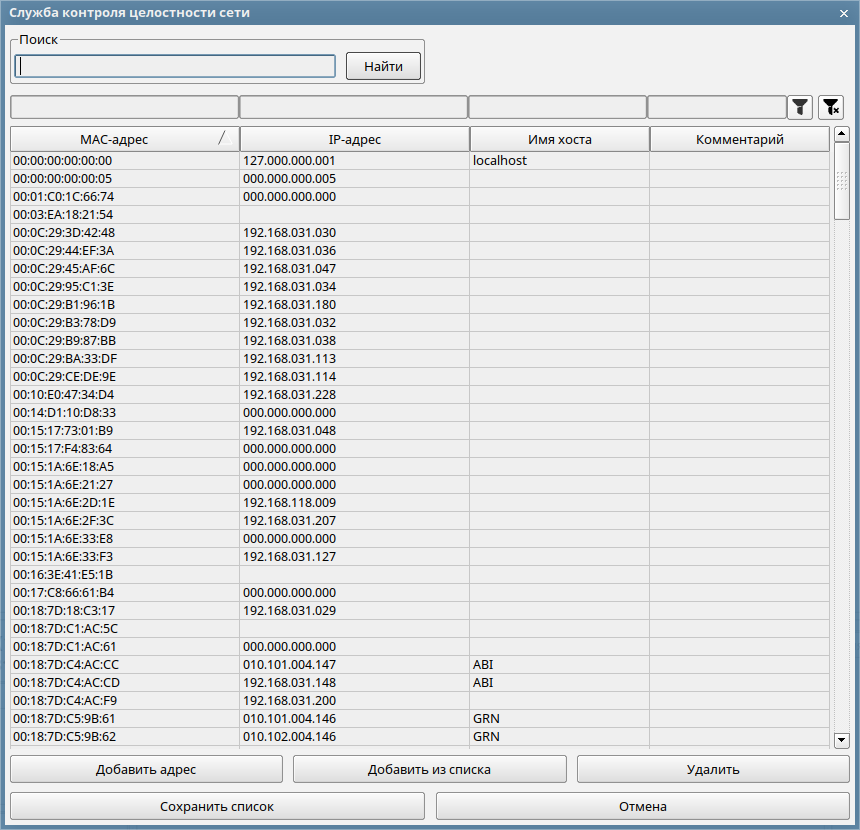 Служба контроля целостности сети
Поиск
Найти
МАС-адрес IP-адрес Имя хоста Комментарий
00:00:00:00:00:00 127.000.000.001 localhost
00:00:00:00:00:05 000.000.000.005
00:01:C0:1C:66:74 000.000.000.000
00:03:EA:18:21:54
00:0C:29:3D:42:48 192.168.031.030
00:0C:29:44:EF:3A 192.168.031.036
00:0C:29:45:AF:6C 192.168.031.047
00:0C:29:95:C1:3E 192.168.031.034
00:0C:29:B1:96:1B 192.168.031.180
00:0C:29:B3:78:D9 192.168.031.032
00:0C:29:B9:87:BB 192.168.031.038
00:0C:29:BA:33:DF 192.168.031.113
00:0C:29:CE:DE:9E 192.168.031.114
00:10:E0:47:34:D4 192.168.031.228
00:14:D1:10:D8:33 000.000.000.000
00:15:17:73:01:B9 192.168.031.048
00:15:17:F4:83:64 000.000.000.000
00:15:1A:6E:18:A5 000.000.000.000
00:15:1A:6E:21:27 000.000.000.000
00:15:1A:6E:2D:1E 192.168.118.009
00:15:1A:6E:2F:3C 192.168.031.207
00:15:1A:6E:33:E8 000.000.000.000
00:15:1A:6E:33:F3 192.168.031.127
00:16:3E:41:E5:1B
00:17:C8:66:61:B4 000.000.000.000
00:18:7D:18:C3:17 192.168.031.029
00:18:7D:C1:AC:5C
00:18:7D:C1:AC:61 000.000.000.000
00:18:7D:C4:AC:CC 010.101.004.147 ABI
00:18:7D:C4:AC:CD 192.168.031.148 ABI
00:18:7D:C4:AC:F9 192.168.031.200
00:18:7D:C5:9B:61 010.101.004.146 GRN
00:18:7D:C5:9B:62 010.102.004.146 GRN
Добавить адрес Добавить из списка Удалить
Сохранить список Отмена